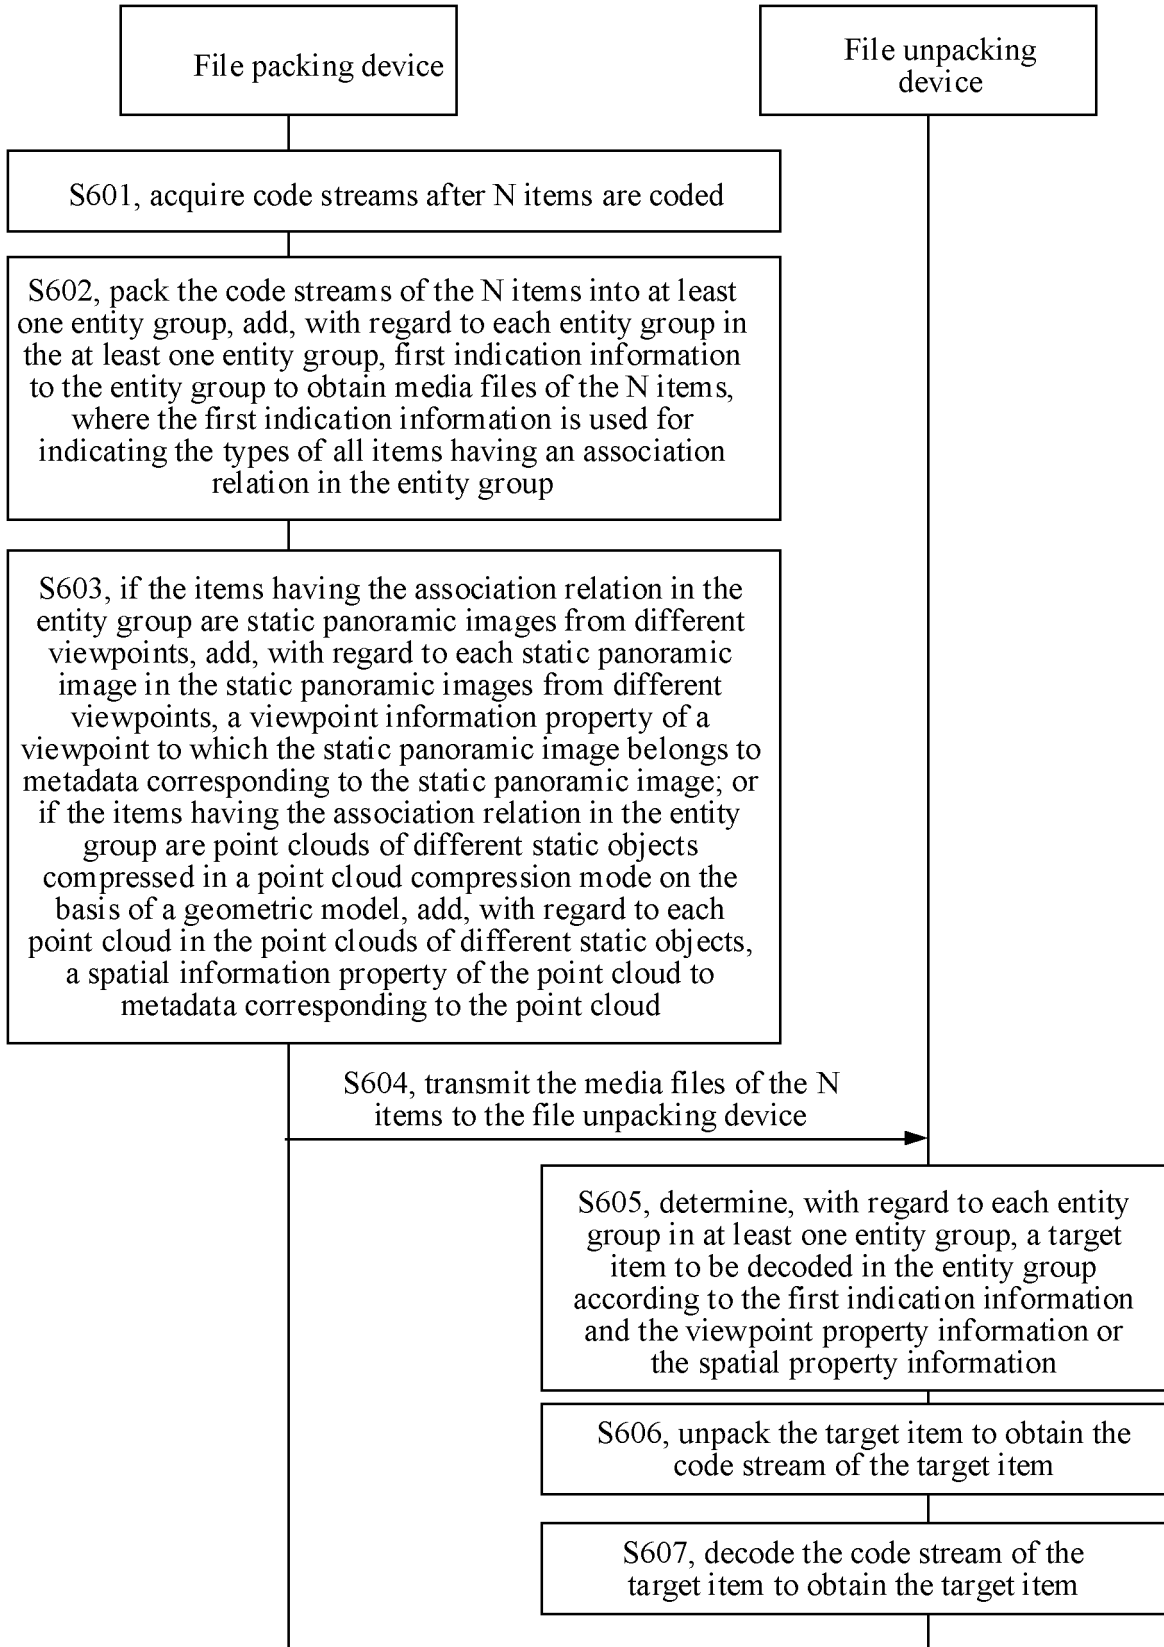 File packing device
File unpacking
device
S601, acquire code streams after N items are coded
S602, pack the code streams of the N items into at least
one entity group, add, with regard to each entity group in
the at least one entity group, first indication information
to the entity group to obtain media files of the N items,
where the first indication information is used for
indicating the types of all items having an association
relation in the entity group
S603, if the items having the association relation in the
entity group are static panoramic images from different
viewpoints, add, with regard to each static panoramic
image in the static panoramic images from different
viewpoints, a viewpoint information property of a
viewpoint to which the static panoramic image belongs to
metadata corresponding to the static panoramic image; or
if the items having the association relation in the entity
group are point clouds of different static objects
compressed in a point cloud compression mode on the
basis of a geometric model, add, with regard to each
point cloud in the point clouds of different static objects,
a spatial information property of the point cloud to
metadata corresponding to the point cloud
S604, transmit the media files of the N
items to the file unpacking device
S605, determine, with regard to each entity
group in at least one entity group, a target
item to be decoded in the entity group
according to the first indication information
and the viewpoint property information or
the spatial property information
S606, unpack the target item to obtain the
code stream of the target item
S607, decode the code stream of the
target item to obtain the target item